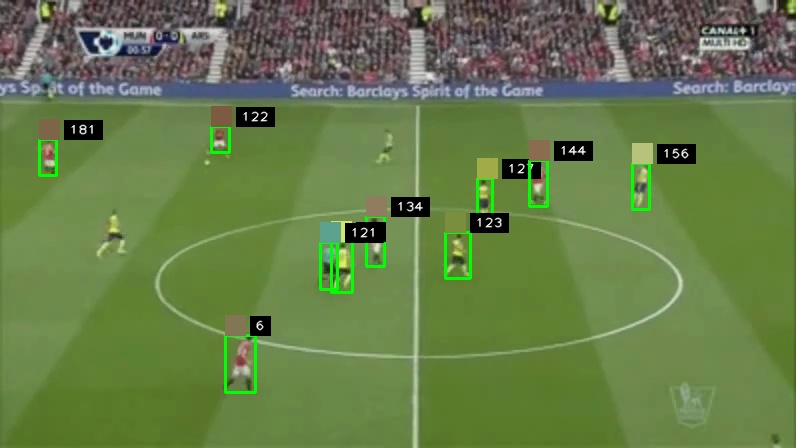 MUN 0-0 ARS
00:57
CANAL+ 1
MULTI HD
ys Spirit of the Game
Search: Barclays Spirit of the Game
Search: Barclays
181
122
144
156
127
134
123
121
6